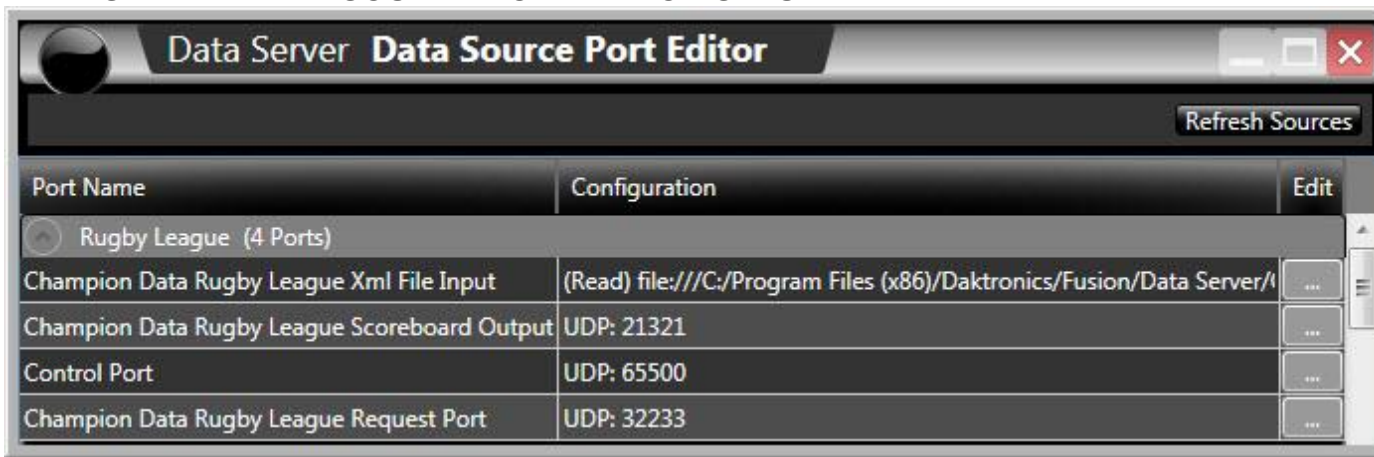 Data Server Data Source Port Editor
Refresh Sources
Port Name Configuration Edit
Rugby League (4 Ports)
Champion Data Rugby League Xml File Input (Read) file:///C:/Program Files (x86)/Daktronics/Fusion/Data Server/ ...
Champion Data Rugby League Scoreboard Output UDP: 21321 ...
Control Port UDP: 65500 ...
Champion Data Rugby League Request Port UDP: 32233 ...